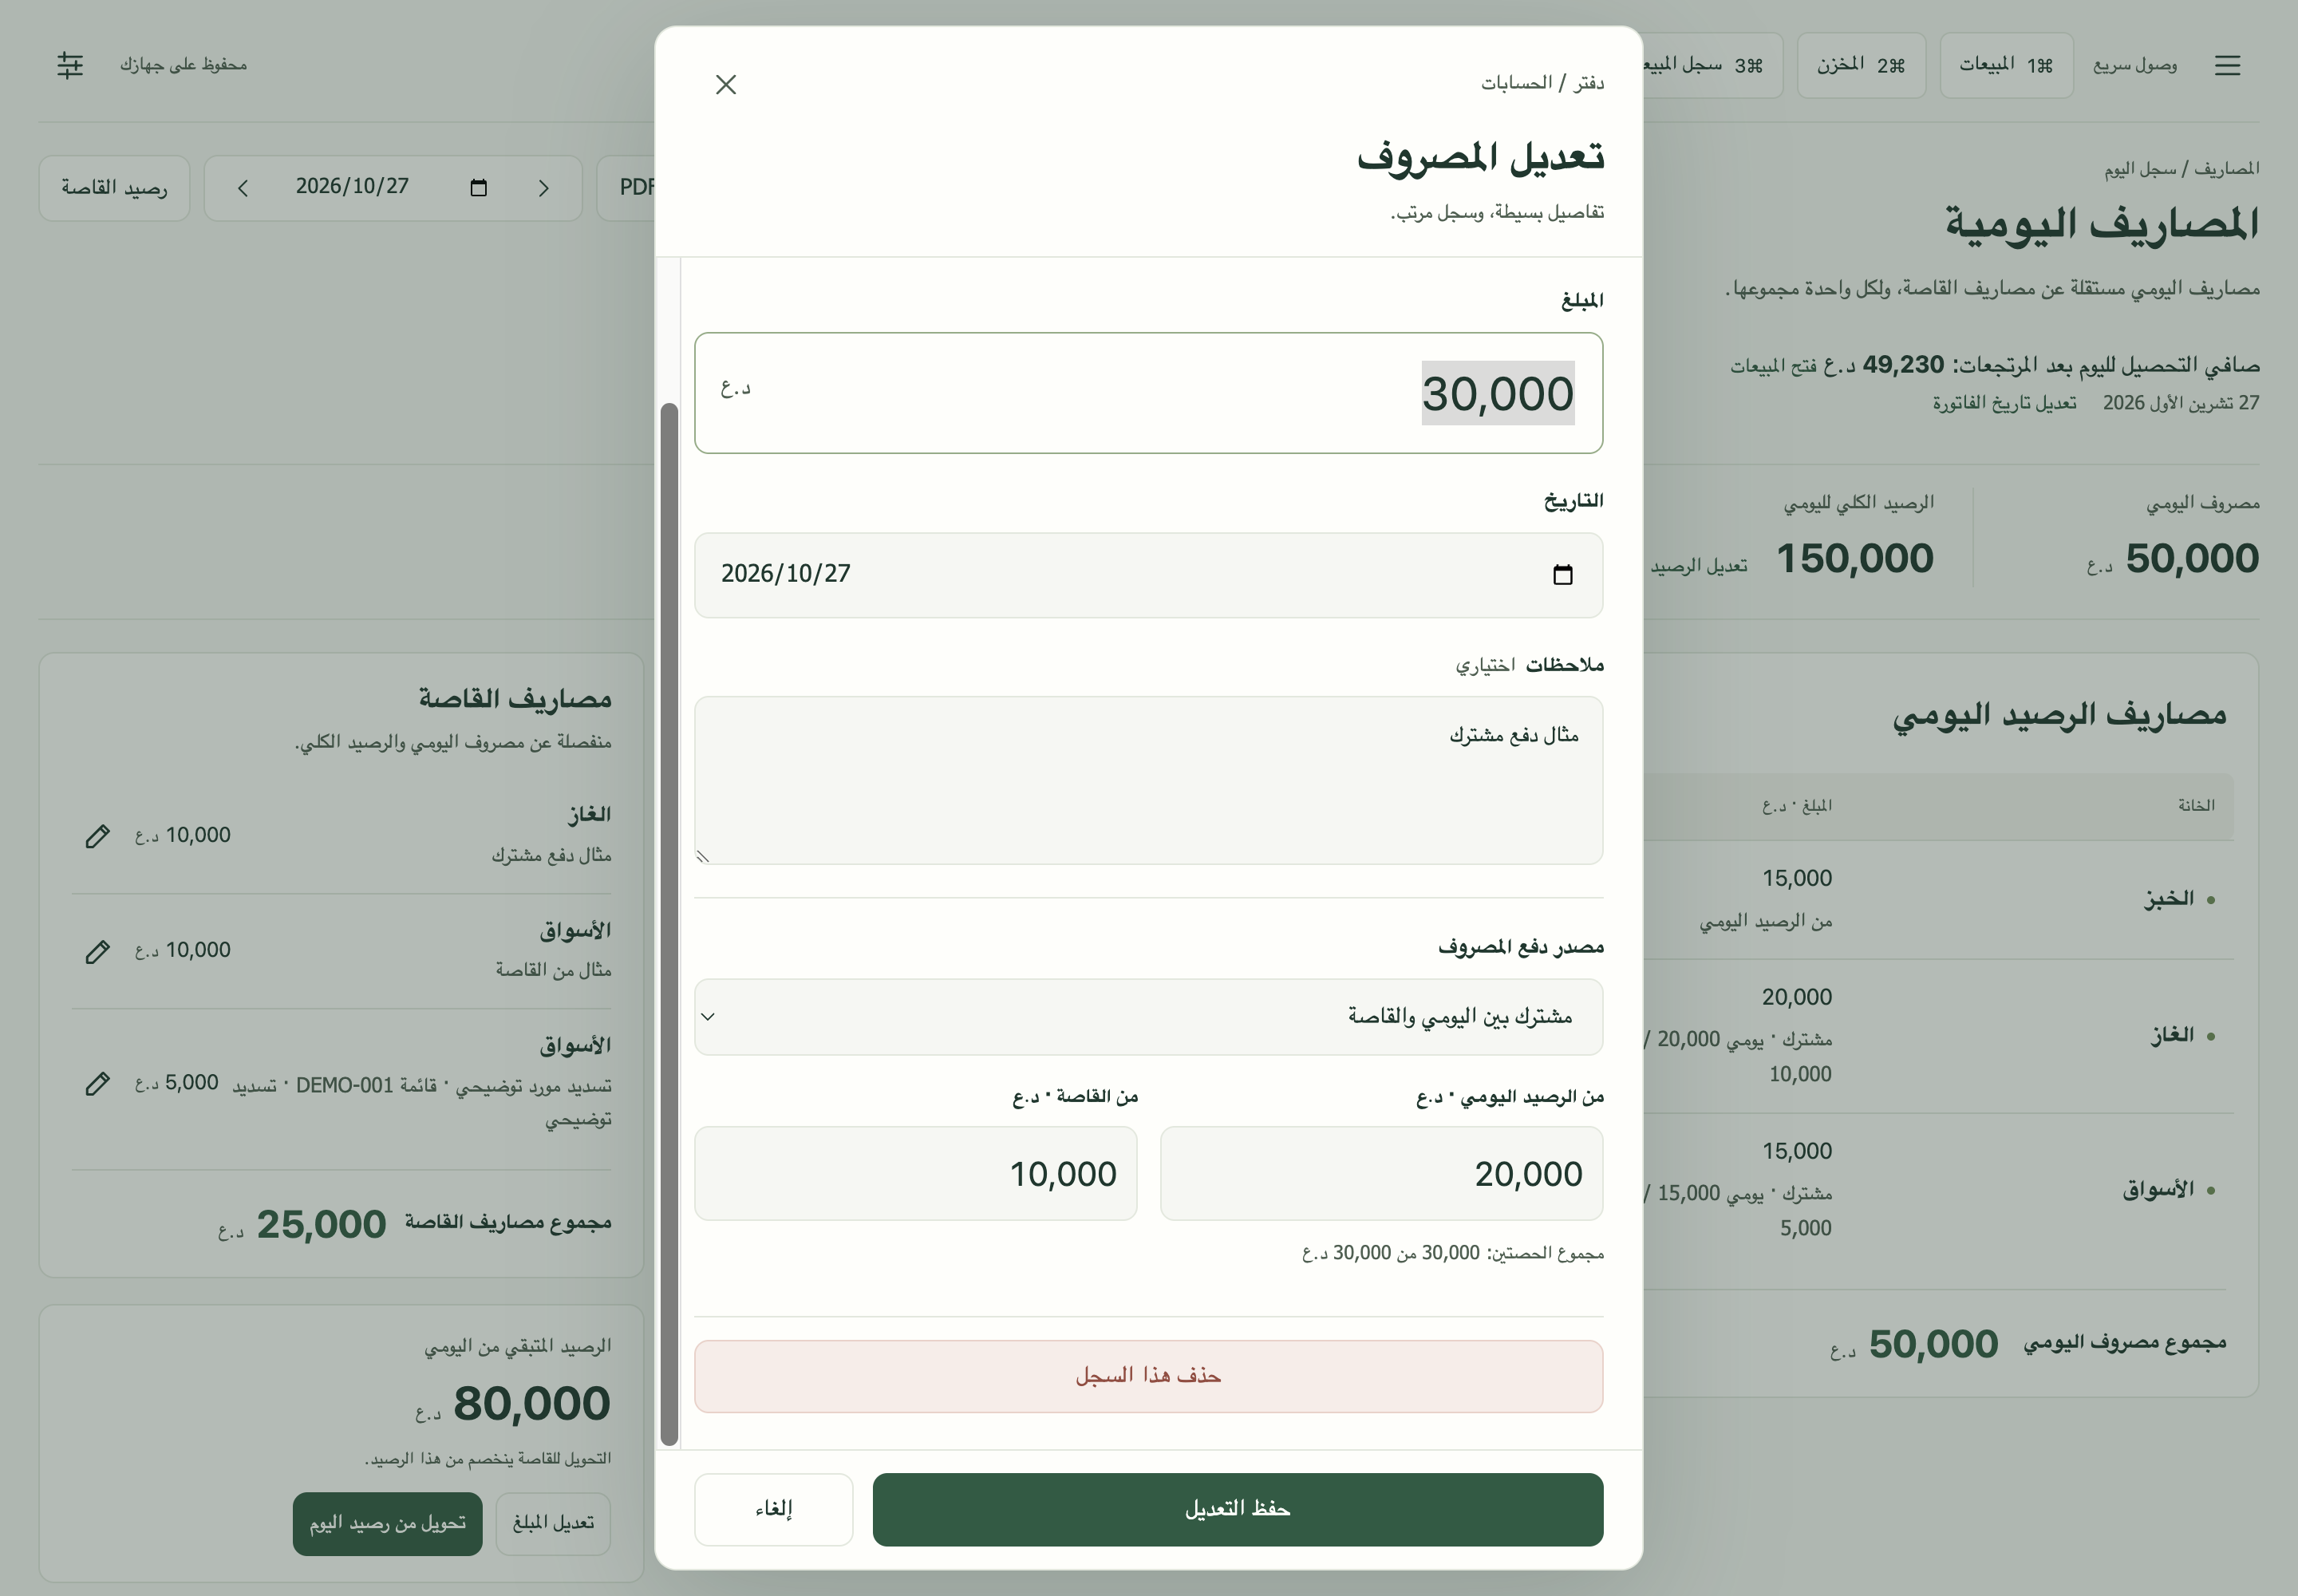 وصول سريع
⌘1 المبيعات
⌘2 المخزن
⌘3 سجل
محفوظ على جهازك
المصاريف / سجل اليوم
المصاريف اليومية
مصاريف اليومي مستقلة عن مصاريف القاصة، ولكل واحدة مجموعها.
صافي التحصيل لليوم بعد المرتجعات: 49,230 د.ع فتح المبيعات
27 تشرين الأول 2026 تعديل تاريخ الفاتورة
2026/10/27
رصيد القاصة
مصروف اليومي
50,000 د.ع
الرصيد الكلي لليومي
150,000 تعديل الرصيد
مصاريف الرصيد اليومي
الخانة
المبلغ · د.ع
الخبز
15,000
من الرصيد اليومي
الغاز
20,000
مشترك · يومي 20,000 /
10,000
الأسواق
15,000
مشترك · يومي 15,000 /
5,000
مجموع مصروف اليومي 50,000 د.ع
دفتر / الحسابات
تعديل المصروف
تفاصيل بسيطة، وسجل مرتب.
المبلغ
30,000 د.ع
التاريخ
2026/10/27
ملاحظات اختياري
مثال دفع مشترك
مصدر دفع المصروف
مشترك بين اليومي والقاصة
من الرصيد اليومي · د.ع
20,000
من القاصة · د.ع
10,000
مجموع الحصتين: 30,000 من 30,000 د.ع
حذف هذا السجل
حفظ التعديل
إلغاء
مصاريف القاصة
منفصلة عن مصروف اليومي والرصيد الكلي.
الغاز
مثال دفع مشترك
10,000 د.ع
الأسواق
مثال من القاصة
10,000 د.ع
الأسواق
تسديد مورد توضيحي · قائمة DEMO-001 · تسديد
توضيحي
5,000 د.ع
مجموع مصاريف القاصة 25,000 د.ع
الرصيد المتبقي من اليومي
80,000 د.ع
التحويل للقاصة ينخصم من هذا الرصيد.
تعديل المبلغ
تحويل من رصيد اليوم